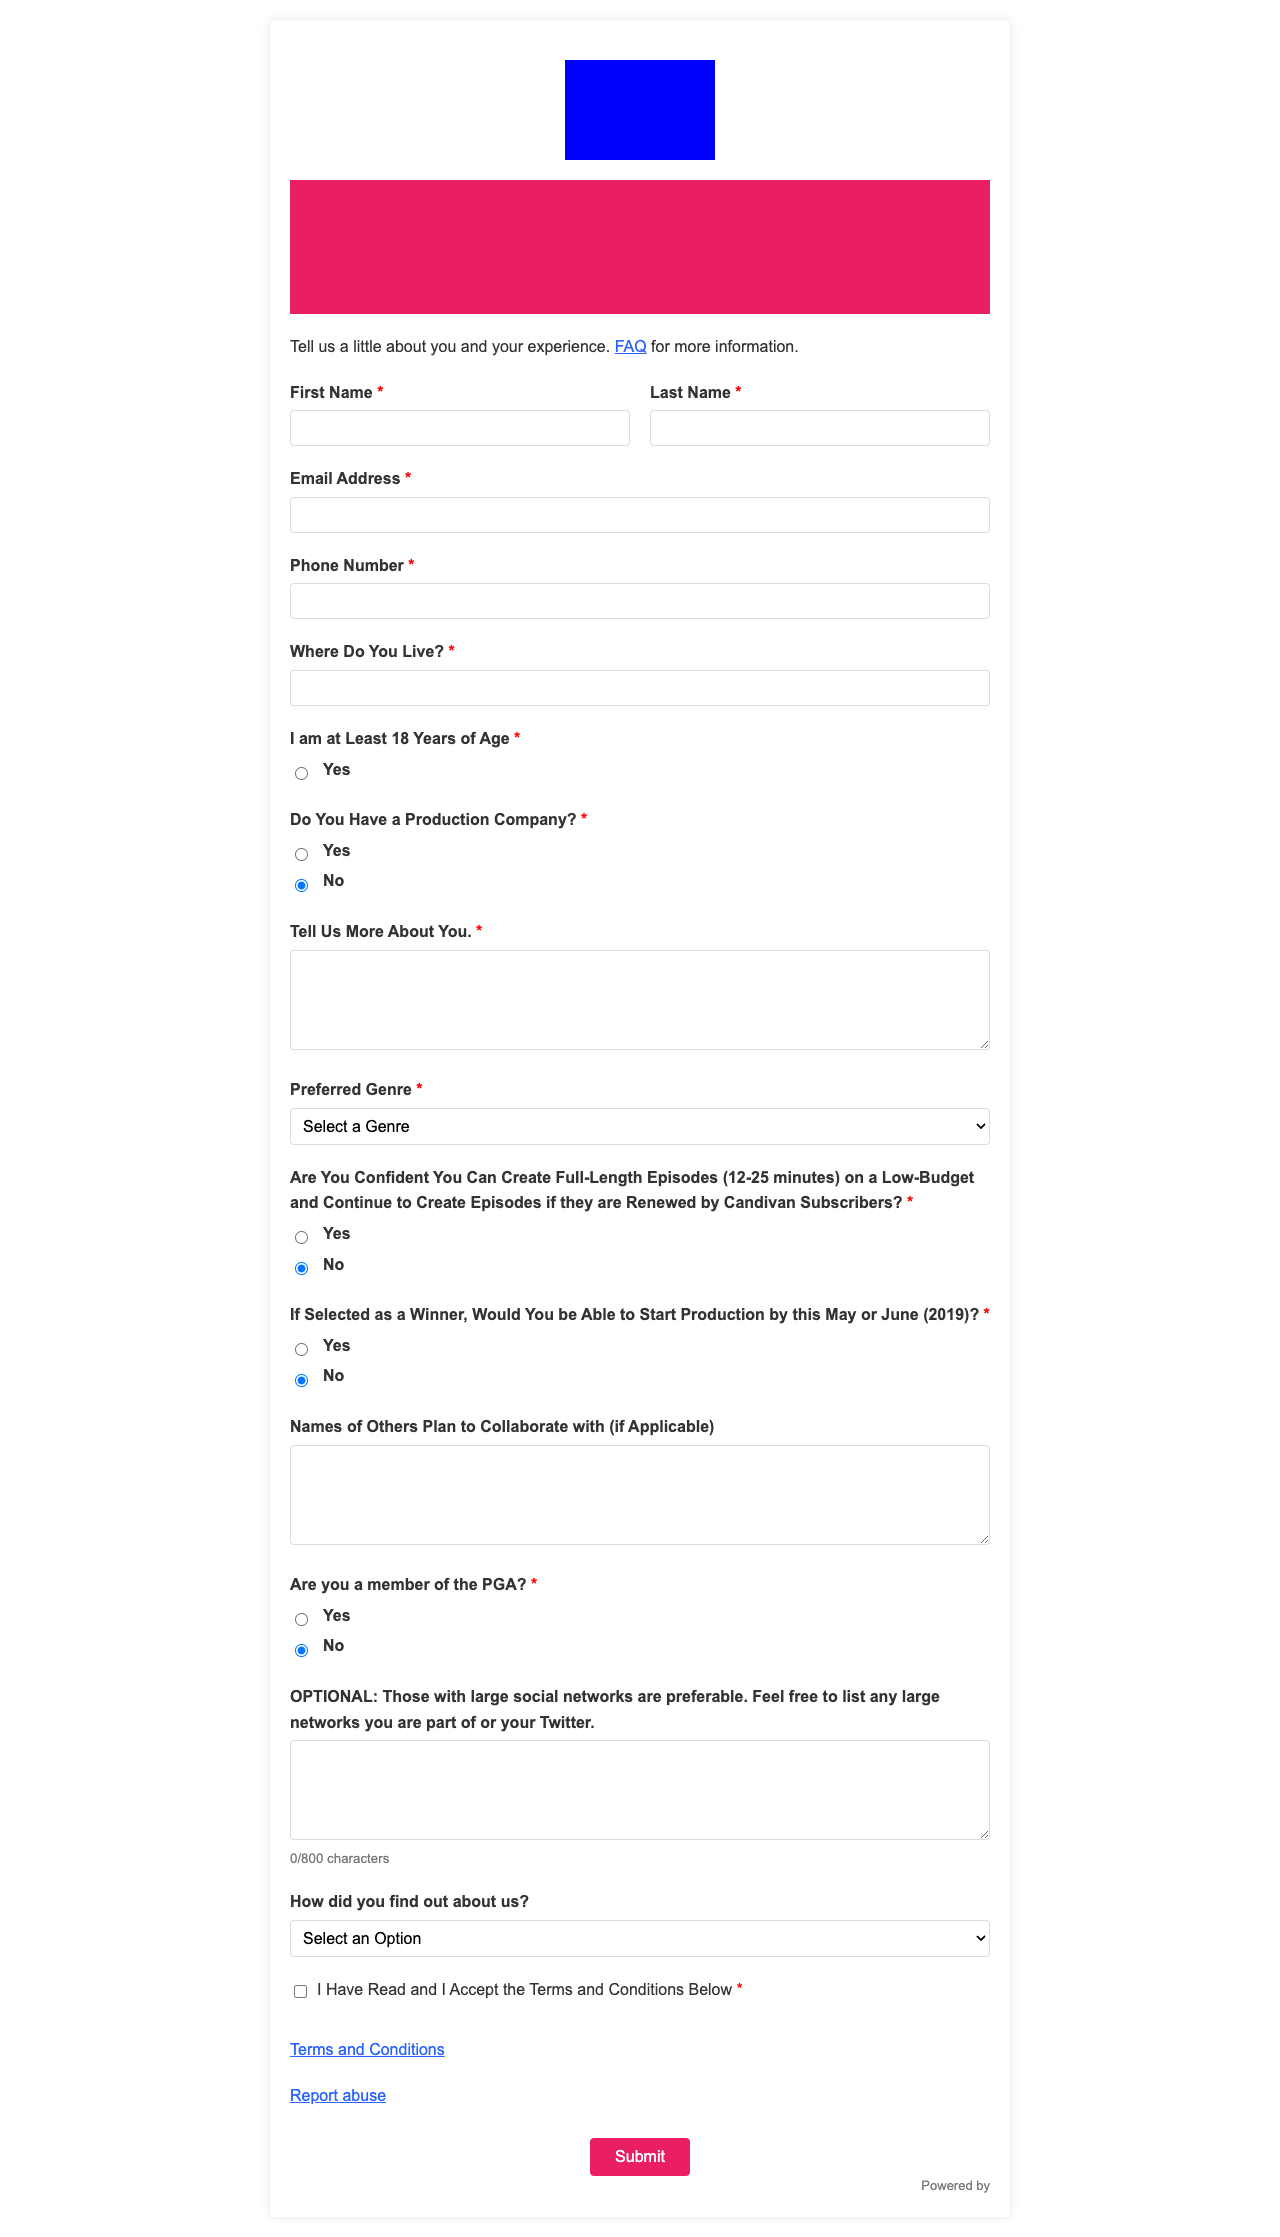 Tell us a little about you and your experience. FAQ for more information.
First Name *
Last Name *
Email Address *
Phone Number *
Where Do You Live? *
I am at Least 18 Years of Age *
Yes
Do You Have a Production Company? *
Yes
No
Tell Us More About You. *
Preferred Genre *
Select a Genre
Are You Confident You Can Create Full-Length Episodes (12-25 minutes) on a Low-Budget
and Continue to Create Episodes if they are Renewed by Candivan Subscribers? *
Yes
No
If Selected as a Winner, Would You be Able to Start Production by this May or June (2019)? *
Yes
No
Names of Others Plan to Collaborate with (if Applicable)
Are you a member of the PGA? *
Yes
No
OPTIONAL: Those with large social networks are preferable. Feel free to list any large
networks you are part of or your Twitter.
0/800 characters
How did you find out about us?
Select an Option
I Have Read and I Accept the Terms and Conditions Below *
Terms and Conditions
Report abuse
Submit
Powered by